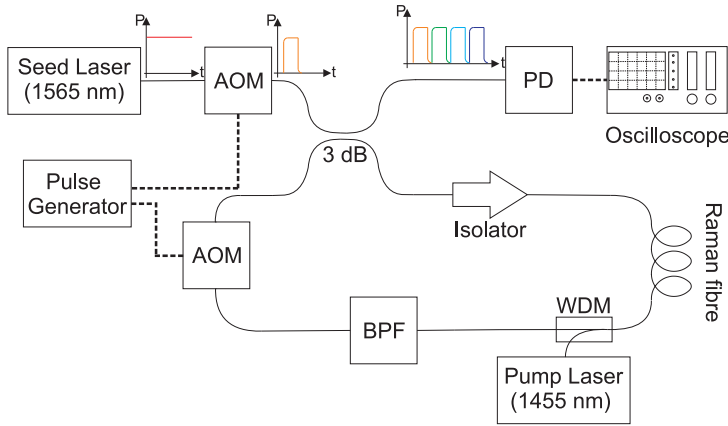 P
t
P
t
P
t
Seed Laser
(1565 nm)
AOM
PD
Oscilloscope
3 dB
Pulse
Generator
AOM
Isolator
Raman fibre
BPF
WDM
Pump Laser
(1455 nm)